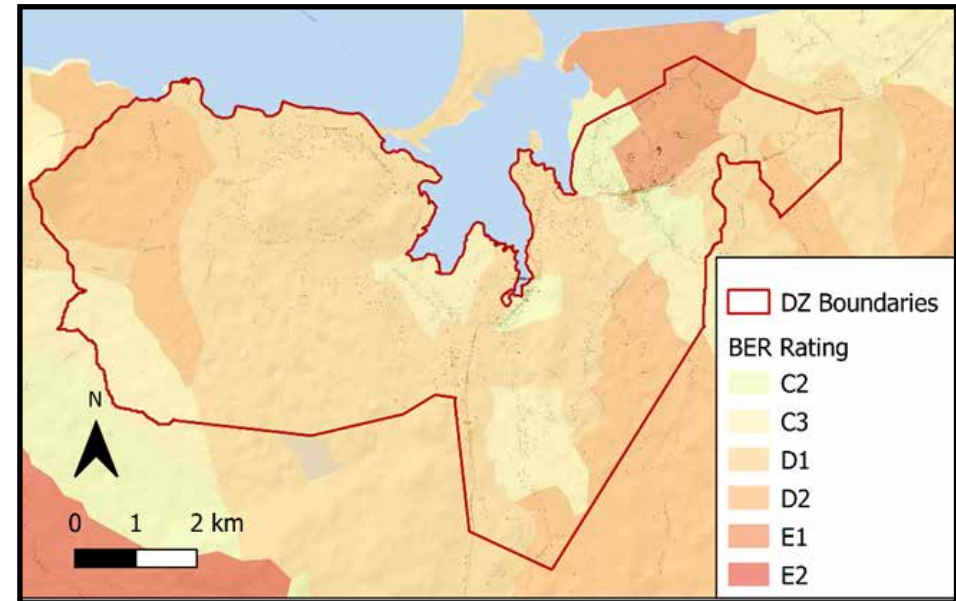 N
0 1 2 km
DZ Boundaries
BER Rating
C2
C3
D1
D2
E1
E2